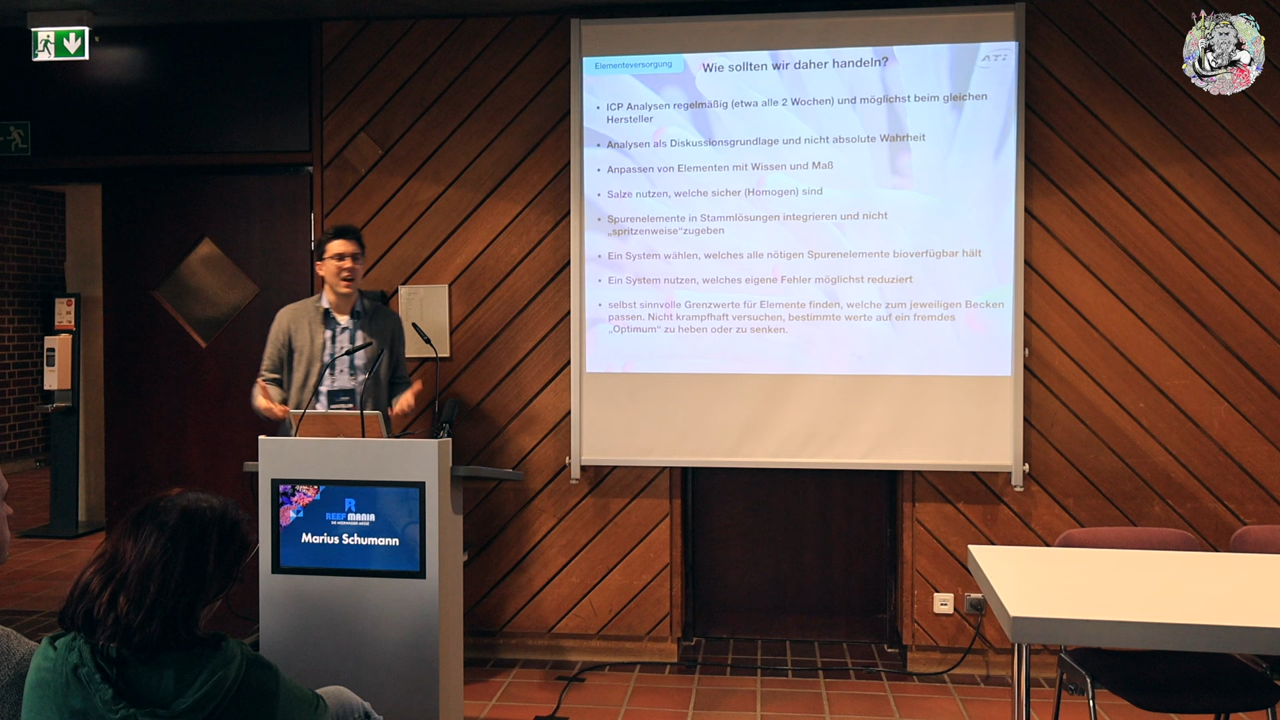 Elementeversorgung
Wie sollten wir daher handeln?
ATi
• ICP Analysen regelmäßig (etwa alle 2 Wochen) und möglichst beim gleichen
Hersteller
• Analysen als Diskussionsgrundlage und nicht absolute Wahrheit
• Anpassen von Elementen mit Wissen und Maß
• Salze nutzen, welche sicher (Homogen) sind
• Spurenelemente in Stammlösungen integrieren und nicht
„spritzenweise“zugeben
• Ein System wählen, welches alle nötigen Spurenelemente bioverfügbar hält
• Ein System nutzen, welches eigene Fehler möglichst reduziert
• selbst sinnvolle Grenzwerte für Elemente finden, welche zum jeweiligen Becken
passen. Nicht krampfhaft versuchen, bestimmte werte auf ein fremdes
„Optimum“ zu heben oder zu senken.
REEF MANIA
DIE MEERWASSER-MESSE
Marius Schumann